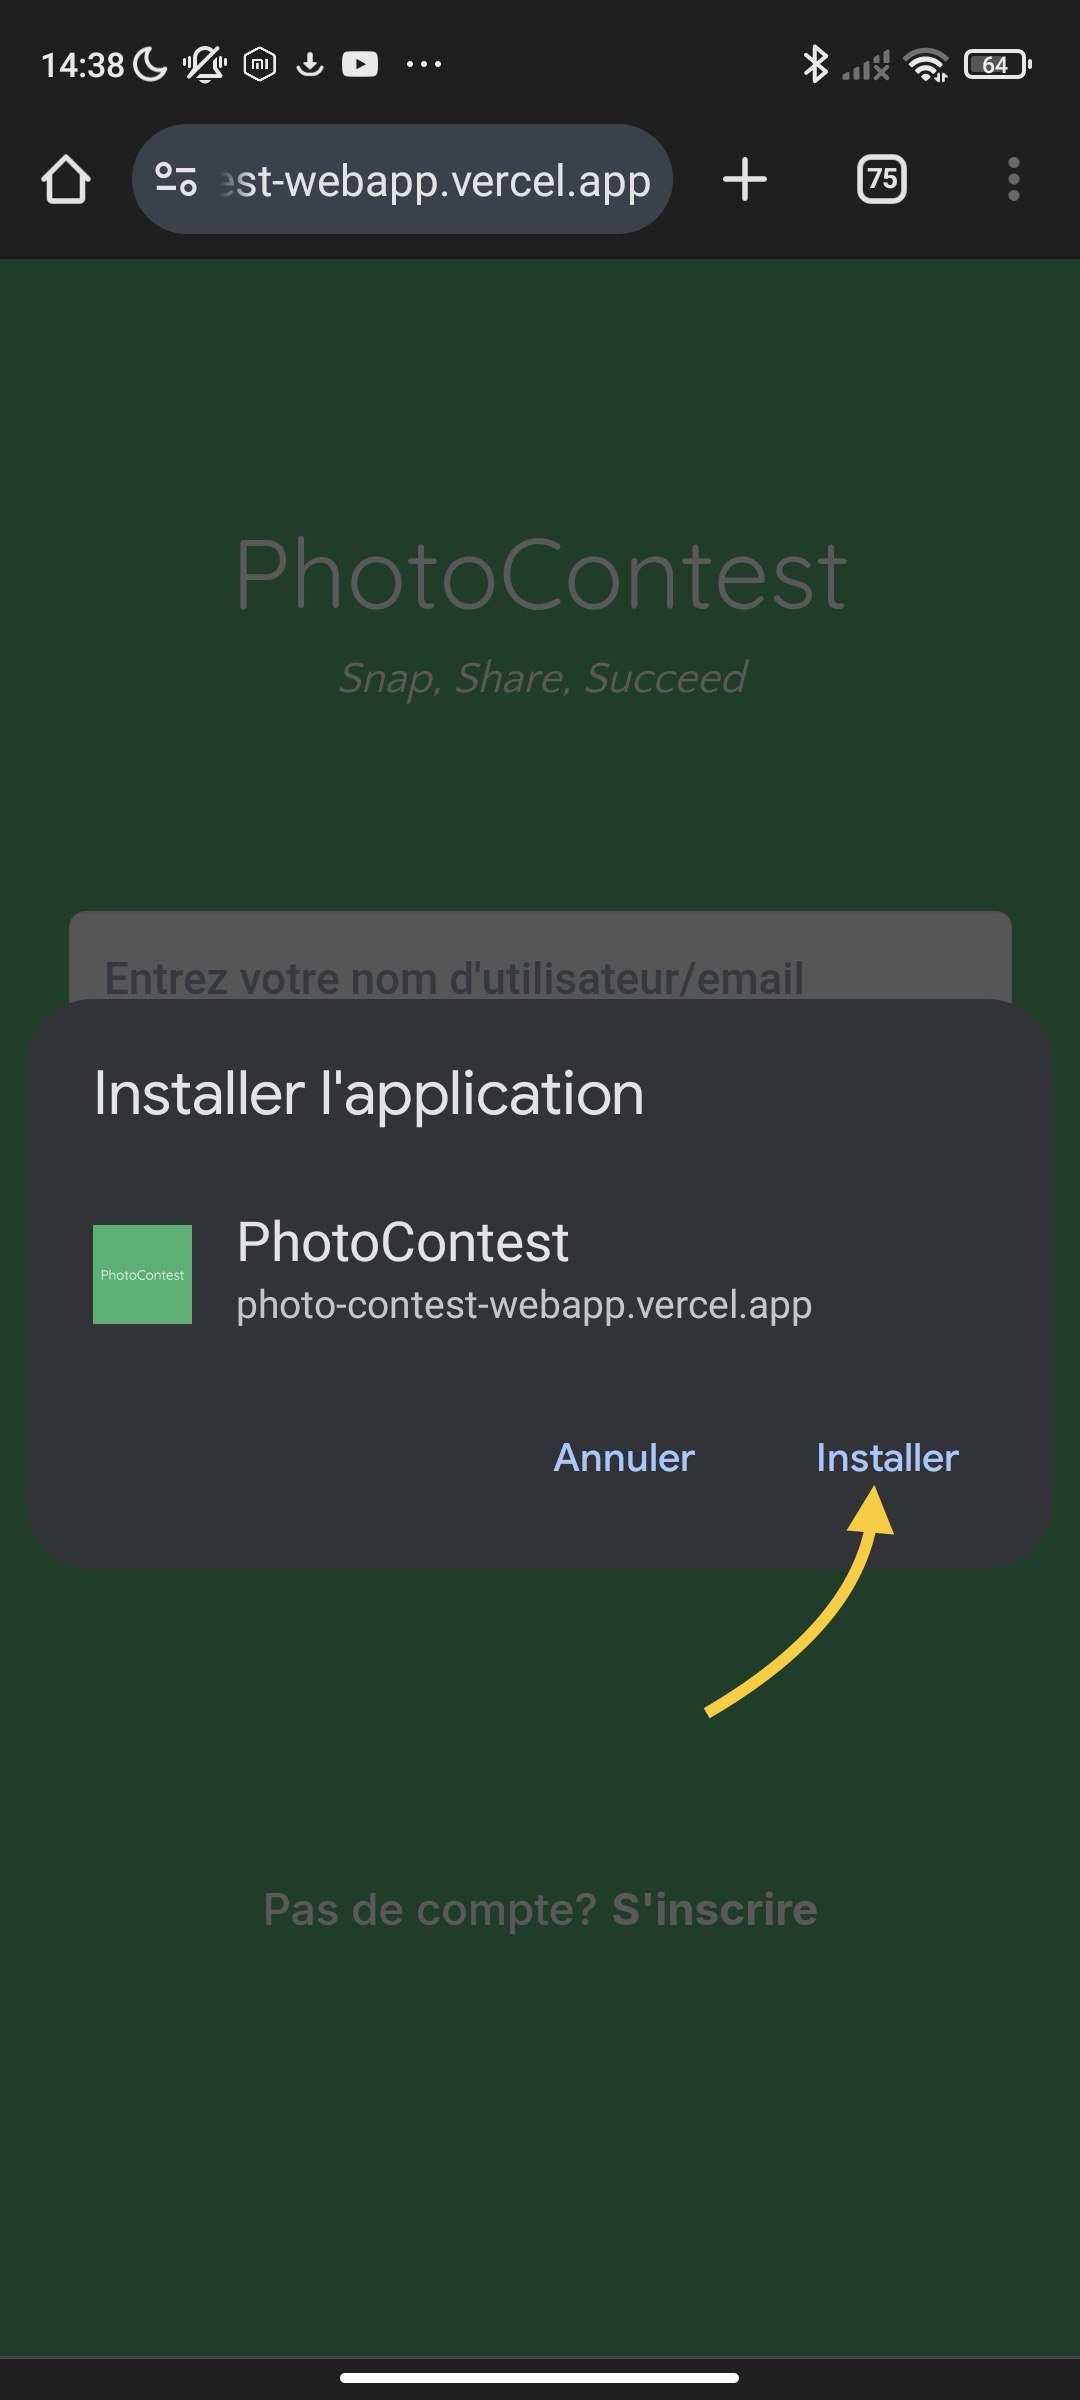 14:38
64
est-webapp.vercel.app
75
PhotoContest
Snap, Share, Succeed
Entrez votre nom d'utilisateur/email
Installer l'application
PhotoContest
PhotoContest
photo-contest-webapp.vercel.app
Annuler
Installer
Pas de compte? S'inscrire